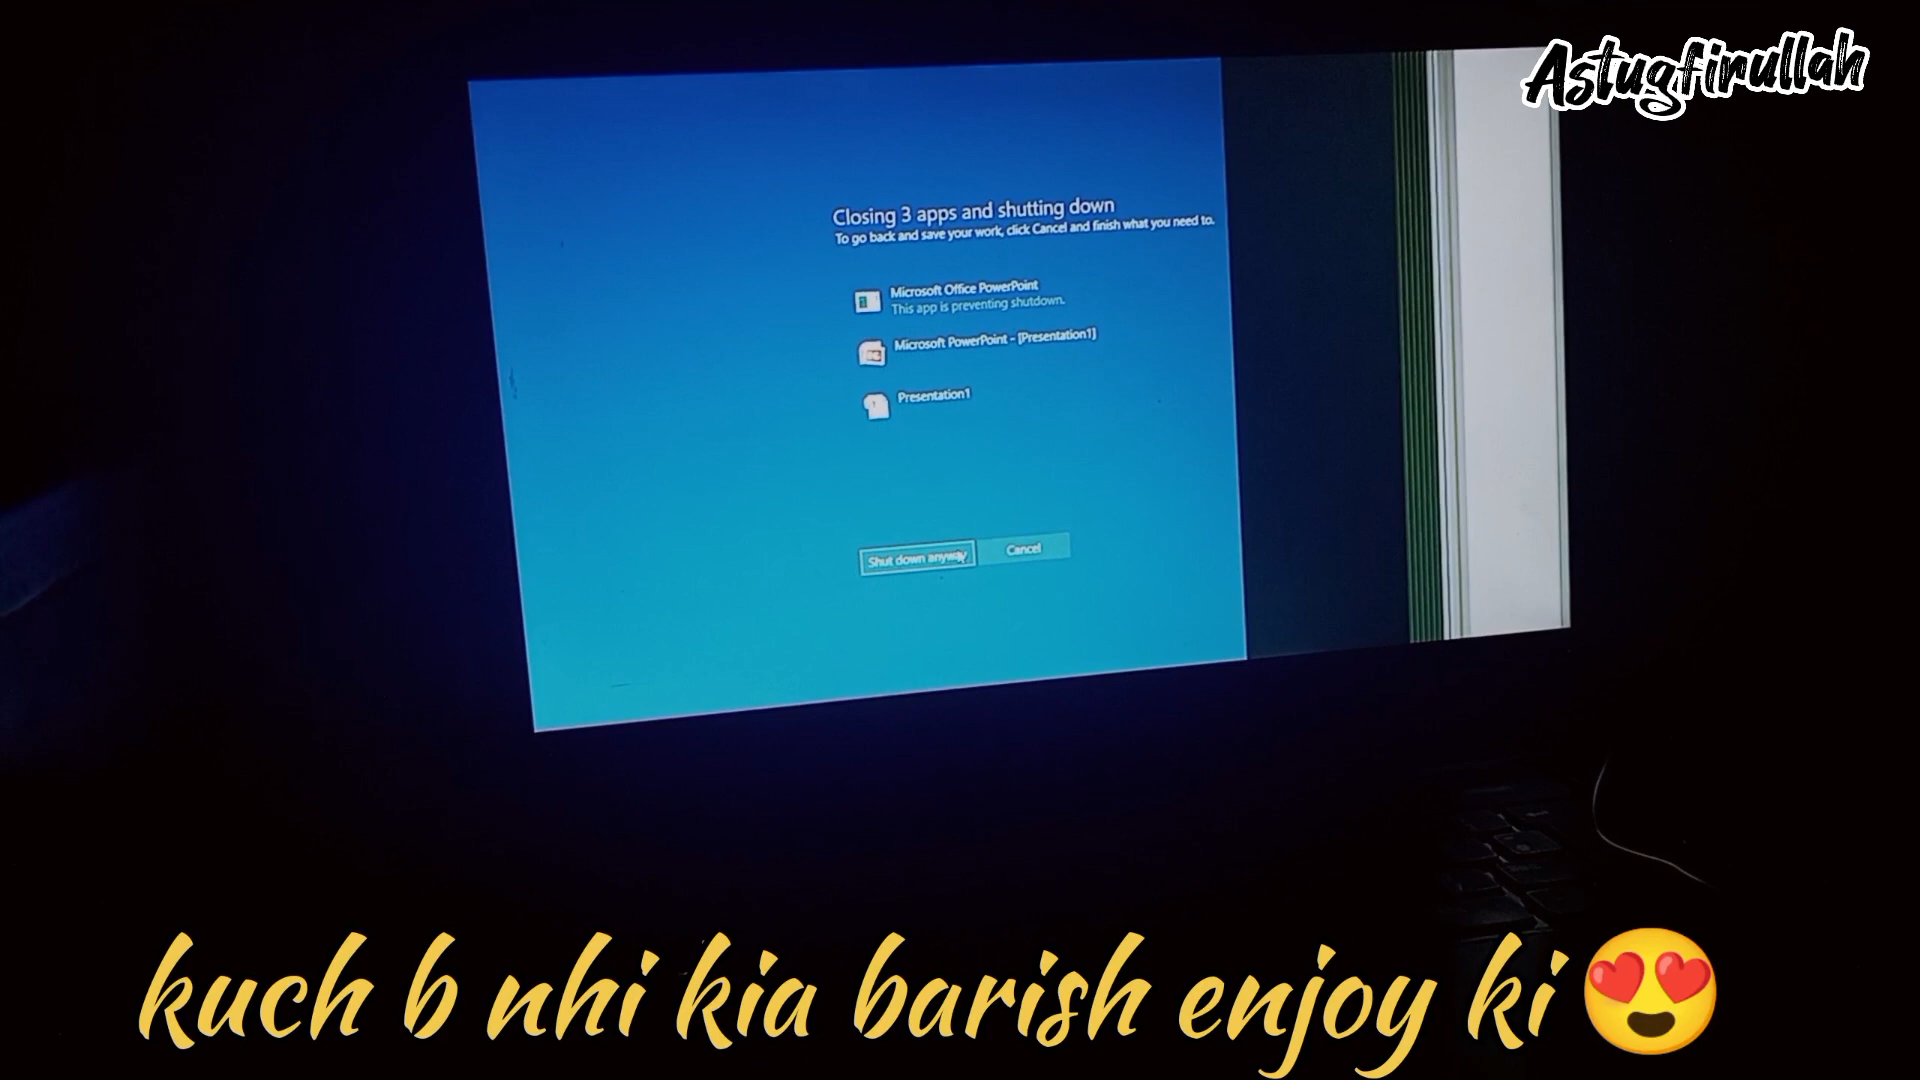 Astugfirullah
Closing 3 apps and shutting down
To go back and save your work, click Cancel and finish what you need to.
Microsoft Office PowerPoint
This app is preventing shutdown.
Microsoft PowerPoint - [Presentation1]
Presentation1
Shut down anyway
Cancel
kuch b nhi kia barish enjoy ki😍